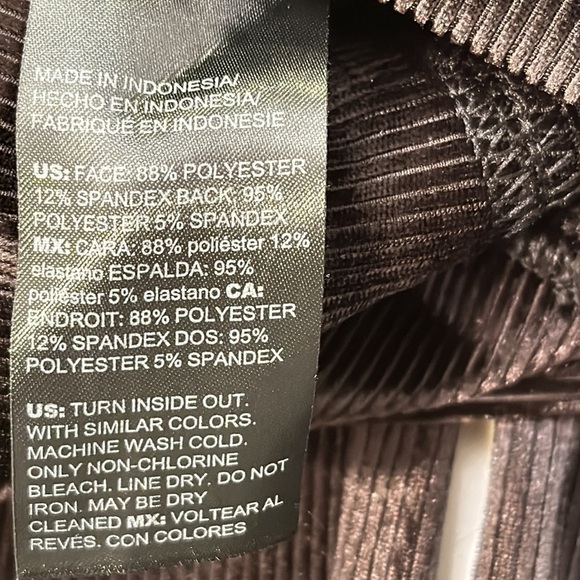 MADE IN INDONESIA/
HECHO EN INDONESIA/
FABRIQUE EN INDONESIE
US: FACE: 88% POLYESTER
12% SPANDEX BACK: 95%
POLYESTER 5% SPANDEX
MX: CARA: 88% poliéster 12%
elastano ESPALDA: 95%
poliéster 5% elastano CA:
ENDROIT: 88% POLYESTER
12% SPANDEX DOS: 95%
POLYESTER 5% SPANDEX
US: TURN INSIDE OUT.
WITH SIMILAR COLORS.
MACHINE WASH COLD.
ONLY NON-CHLORINE
BLEACH. LINE DRY. DO NOT
IRON. MAY BE DRY
CLEANED MX: VOLTEAR AL
REVÉS. CON COLORES